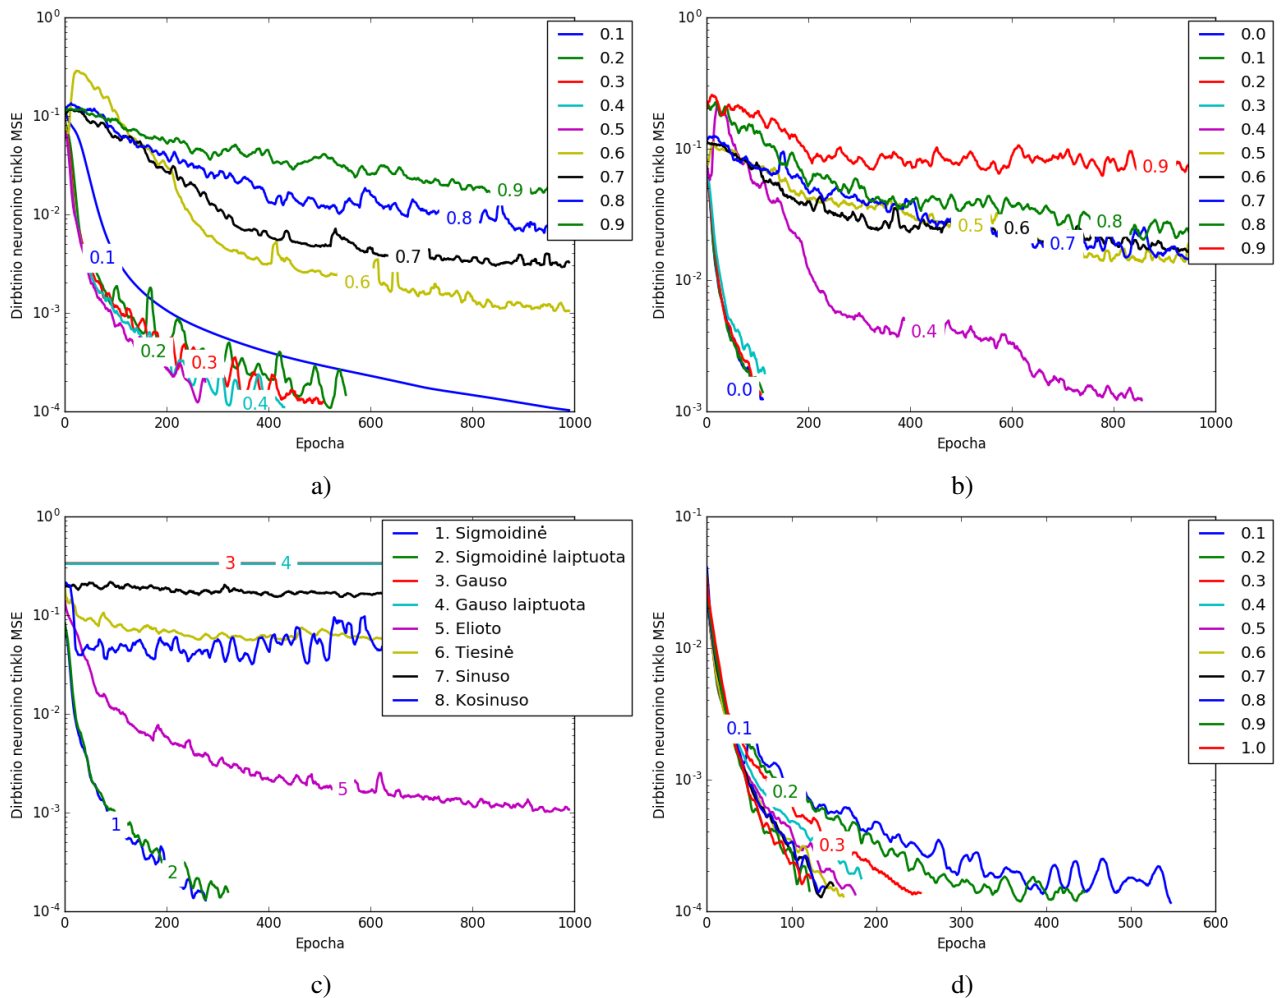 10⁰
10⁻¹
10⁻²
10⁻³
10⁻⁴
0 200 400 600 800 1000
Dirbtinio neuronino tinklo MSE
Epocha
0.1
0.2
0.3
0.4
0.6
0.7
0.8
0.9
0.1
0.2
0.3
0.4
0.5
0.6
0.7
0.8
0.9
a)
10⁰
10⁻¹
10⁻²
10⁻³
0 200 400 600 800 1000
Dirbtinio neuronino tinklo MSE
Epocha
0.0
0.4
0.5
0.6
0.7
0.8
0.9
0.0
0.1
0.2
0.3
0.4
0.5
0.6
0.7
0.8
0.9
b)
10⁰
10⁻¹
10⁻²
10⁻³
10⁻⁴
0 200 400 600 800 1000
Dirbtinio neuronino tinklo MSE
Epocha
1
2
3
4
5
1. Sigmoidinė
2. Sigmoidinė laiptuota
3. Gauso
4. Gauso laiptuota
5. Elioto
6. Tiesinė
7. Sinuso
8. Kosinuso
c)
10⁻¹
10⁻²
10⁻³
10⁻⁴
0 100 200 300 400 500 600
Dirbtinio neuronino tinklo MSE
Epocha
0.1
0.2
0.3
0.1
0.2
0.3
0.4
0.5
0.6
0.7
0.8
0.9
1.0
d)